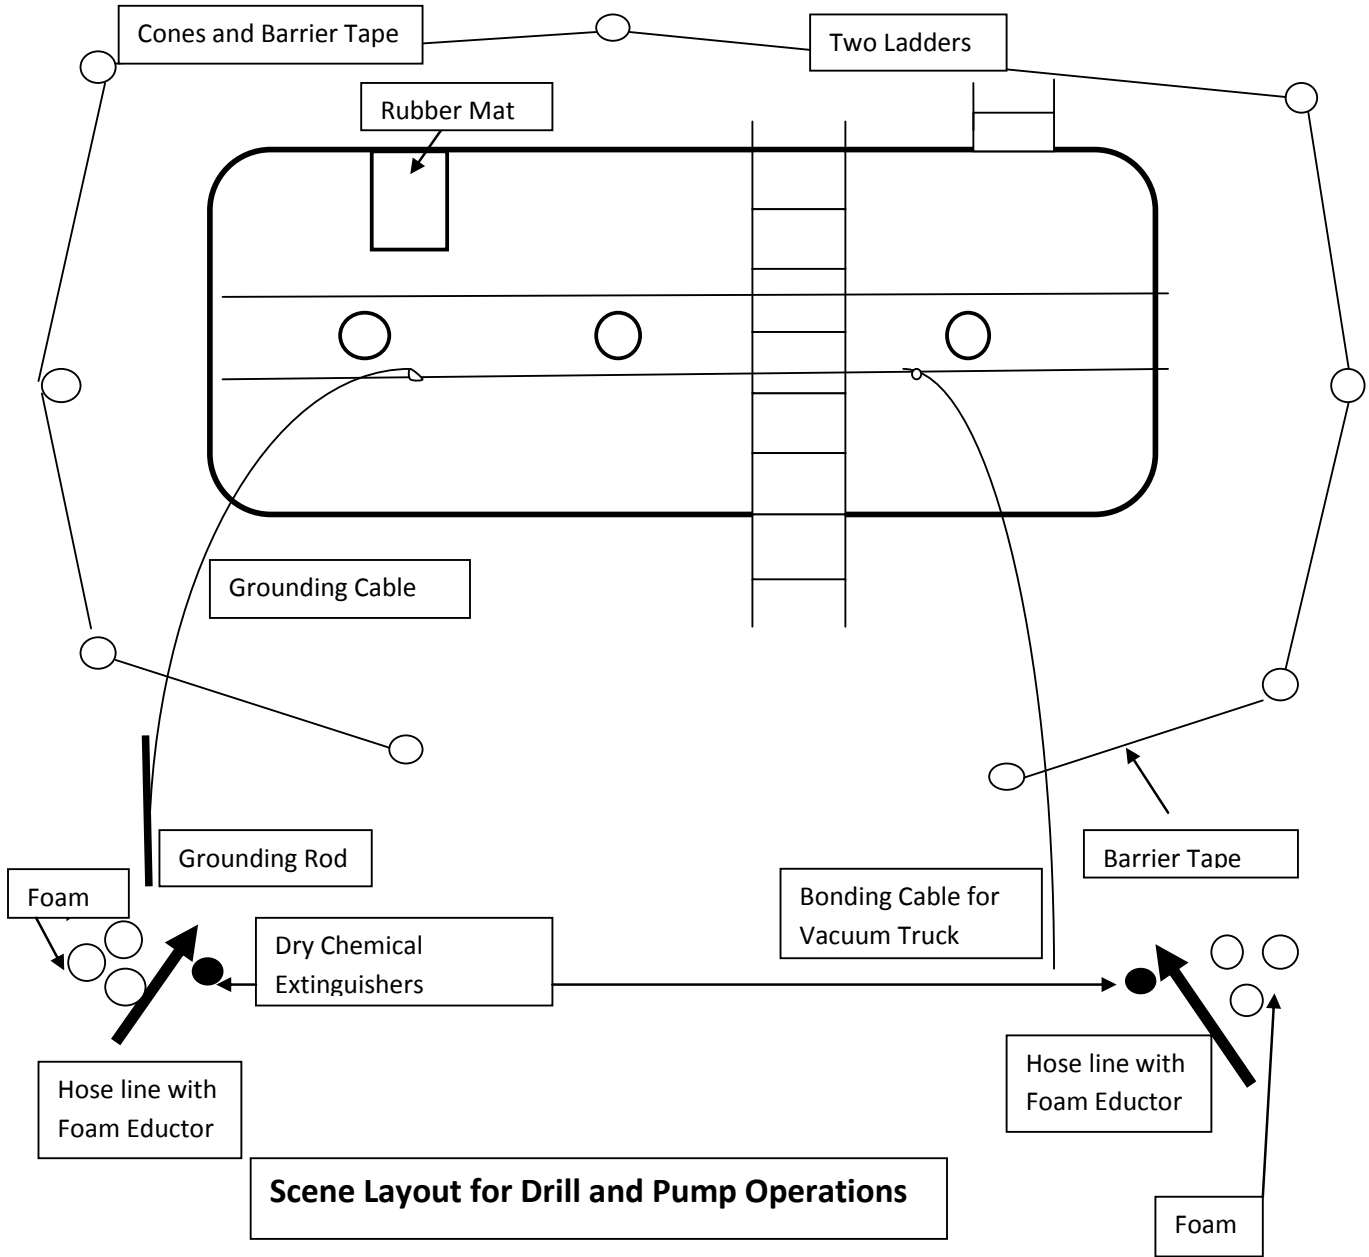 Cones and Barrier Tape
Two Ladders
Rubber Mat
Grounding Cable
Grounding Rod
Barrier Tape
Foam
Bonding Cable for
Vacuum Truck
Dry Chemical
Extinguishers
Hose line with
Foam Eductor
Hose line with
Foam Eductor
Scene Layout for Drill and Pump Operations
Foam